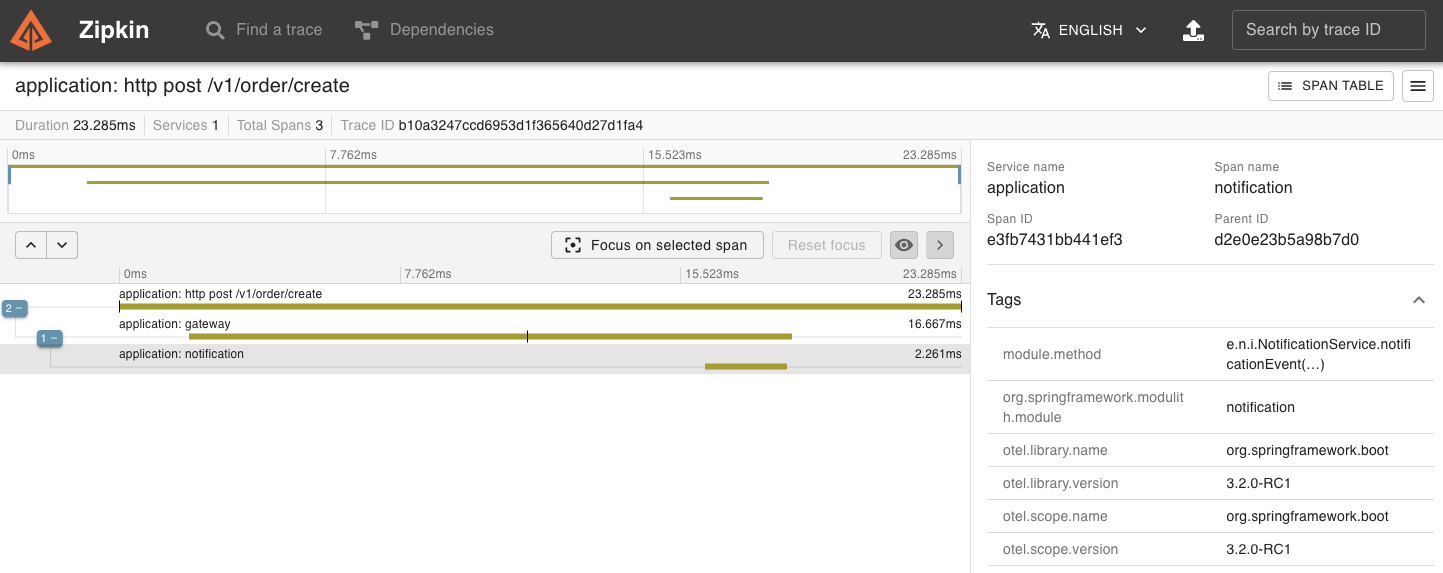 Zipkin
Find a trace
Dependencies
ENGLISH
Search by trace ID
application: http post /v1/order/create
SPAN TABLE
Duration 23.285ms Services 1 Total Spans 3 Trace ID b10a3247ccd6953d1f365640d27d1fa4
0ms 7.762ms 15.523ms 23.285ms
Focus on selected span
Reset focus
0ms 7.762ms 15.523ms 23.285ms
application: http post /v1/order/create 23.285ms
2 −
application: gateway 16.667ms
1 −
application: notification 2.261ms
Service name
application
Span name
notification
Span ID
e3fb7431bb441ef3
Parent ID
d2e0e23b5a98b7d0
Tags
module.method
e.n.i.NotificationService.notifi
cationEvent(…)
org.springframework.modulit
h.module
notification
otel.library.name
org.springframework.boot
otel.library.version
3.2.0-RC1
otel.scope.name
org.springframework.boot
otel.scope.version
3.2.0-RC1